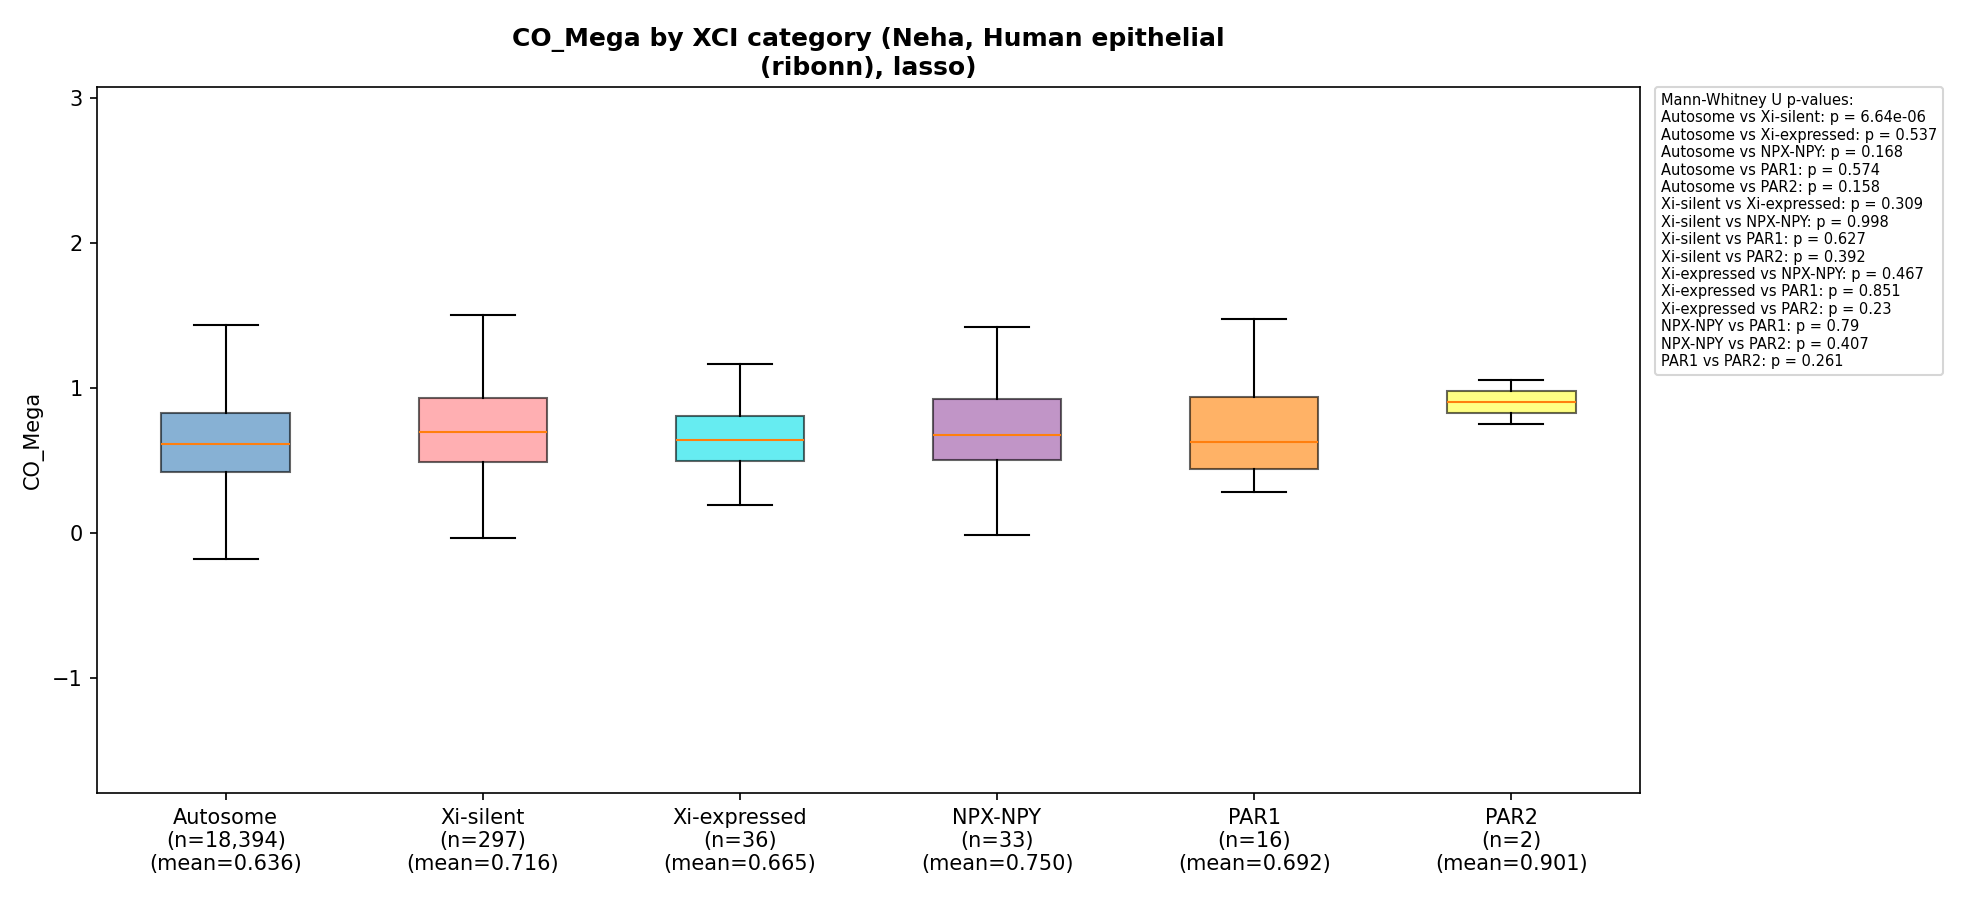 CO_Mega by XCI category (Neha, Human epithelial
(ribonn), lasso)
3
2
1
0
−1
CO_Mega
Autosome
(n=18,394)
(mean=0.636)
Xi-silent
(n=297)
(mean=0.716)
Xi-expressed
(n=36)
(mean=0.665)
NPX-NPY
(n=33)
(mean=0.750)
PAR1
(n=16)
(mean=0.692)
PAR2
(n=2)
(mean=0.901)
Mann-Whitney U p-values:
Autosome vs Xi-silent: p = 6.64e-06
Autosome vs Xi-expressed: p = 0.537
Autosome vs NPX-NPY: p = 0.168
Autosome vs PAR1: p = 0.574
Autosome vs PAR2: p = 0.158
Xi-silent vs Xi-expressed: p = 0.309
Xi-silent vs NPX-NPY: p = 0.998
Xi-silent vs PAR1: p = 0.627
Xi-silent vs PAR2: p = 0.392
Xi-expressed vs NPX-NPY: p = 0.467
Xi-expressed vs PAR1: p = 0.851
Xi-expressed vs PAR2: p = 0.23
NPX-NPY vs PAR1: p = 0.79
NPX-NPY vs PAR2: p = 0.407
PAR1 vs PAR2: p = 0.261